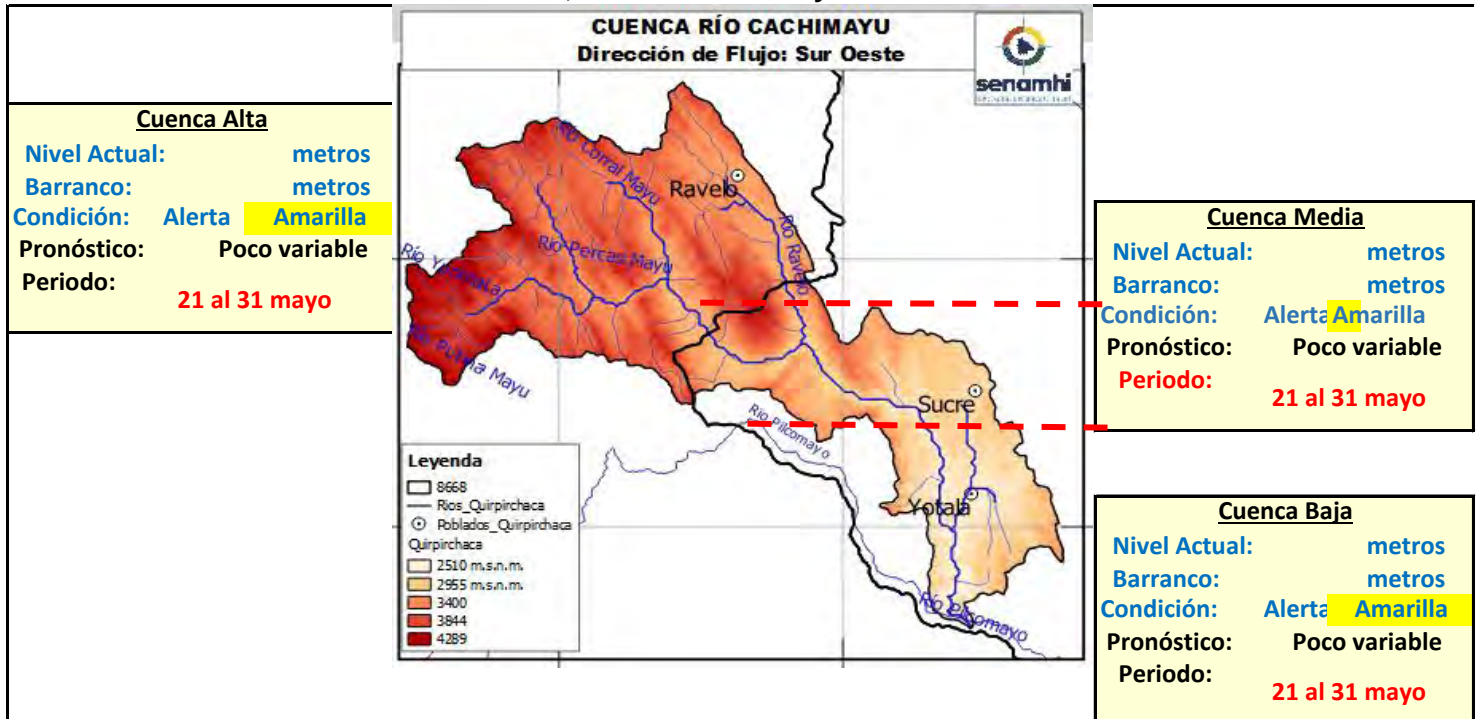 CUENCA RÍO CACHIMAYU
Dirección de Flujo: Sur Oeste
senamhi
Cuenca Alta
Nivel Actual: metros
Barranco: metros
Condición: Alerta Amarilla
Pronóstico: Poco variable
Periodo:
21 al 31 mayo
Río Corral Mayu
Ravelo
Río Ravelo
Río Percas Mayu
Río
Mayu
Sucre
Río Pilcomayo
Yotala
Río Pilcomayo
Leyenda
8668
Rios_Quirpirchaca
Poblados_Quirpirchaca
Quirpirchaca
2510 m.s.n.m.
2955 m.s.n.m.
3400
3844
4289
Cuenca Media
Nivel Actual: metros
Barranco: metros
Condición: Alerta Amarilla
Pronóstico: Poco variable
Periodo:
21 al 31 mayo
Cuenca Baja
Nivel Actual: metros
Barranco: metros
Condición: Alerta Amarilla
Pronóstico: Poco variable
Periodo:
21 al 31 mayo